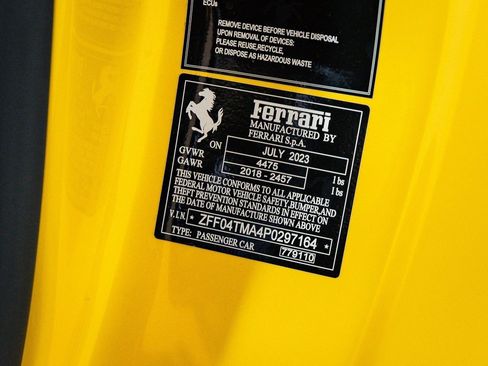 ECUs
REMOVE DEVICE BEFORE VEHICLE DISPOSAL
UPON REMOVAL OF DEVICES:
PLEASE REUSE,RECYCLE,
OR DISPOSE AS HAZARDOUS WASTE
Ferrari
MANUFACTURED BY
FERRARI S.p.A.
ON JULY 2023
GVWR 4475 lbs
GAWR 2018 - 2457 lbs
THIS VEHICLE CONFORMS TO ALL APPLICABLE
FEDERAL MOTOR VEHICLE SAFETY, BUMPER,AND
THEFT PREVENTION STANDARDS IN EFFECT ON
THE DATE OF MANUFACTURE SHOWN ABOVE
V.I.N. * ZFF04TMA4P0297164 *
TYPE: PASSENGER CAR 779110